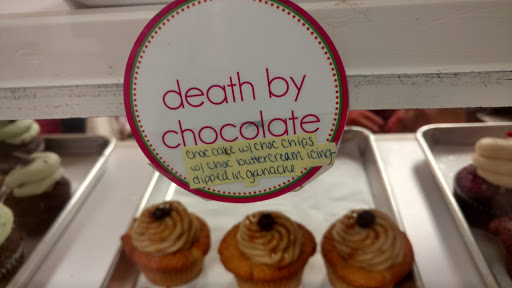 death by
chocolate
choc cake w/ choc chips
w/ choc buttercream icing
dipped in ganache